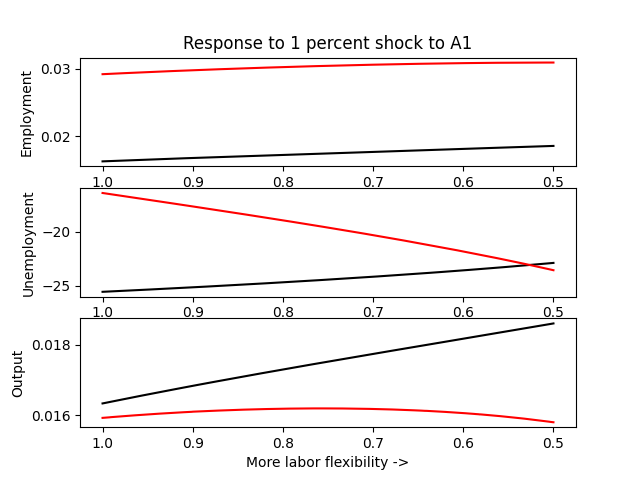 Response to 1 percent shock to A1
Employment
0.03
0.02
1.0 0.9 0.8 0.7 0.6 0.5
Unemployment
−20
−25
1.0 0.9 0.8 0.7 0.6 0.5
Output
0.018
0.016
1.0 0.9 0.8 0.7 0.6 0.5
More labor flexibility ->